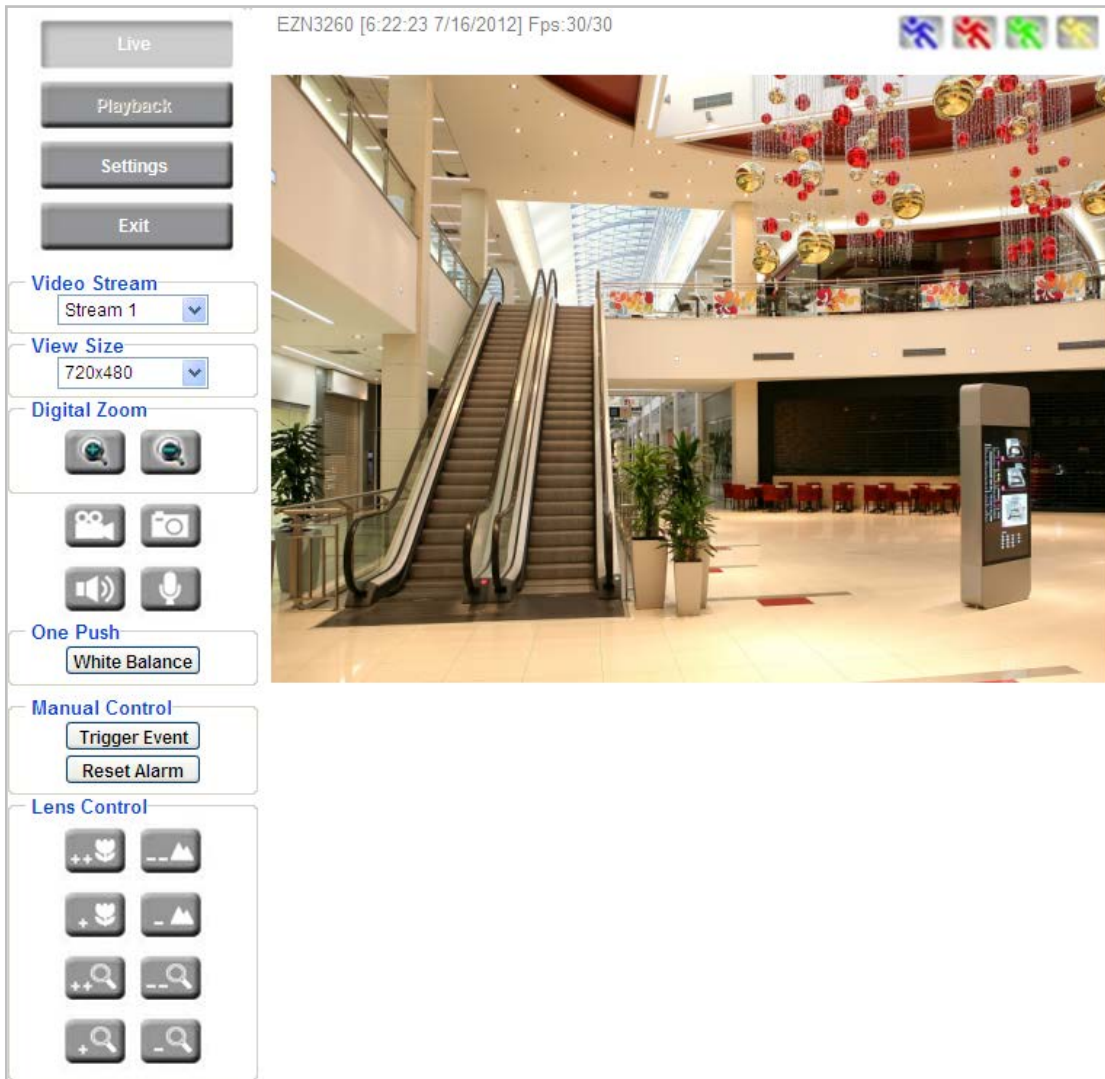 Live
EZN3260 [6:22:23 7/16/2012] Fps:30/30
Playback
Settings
Exit
Video Stream
Stream 1
View Size
720x480
Digital Zoom
One Push
White Balance
Manual Control
Trigger Event
Reset Alarm
Lens Control